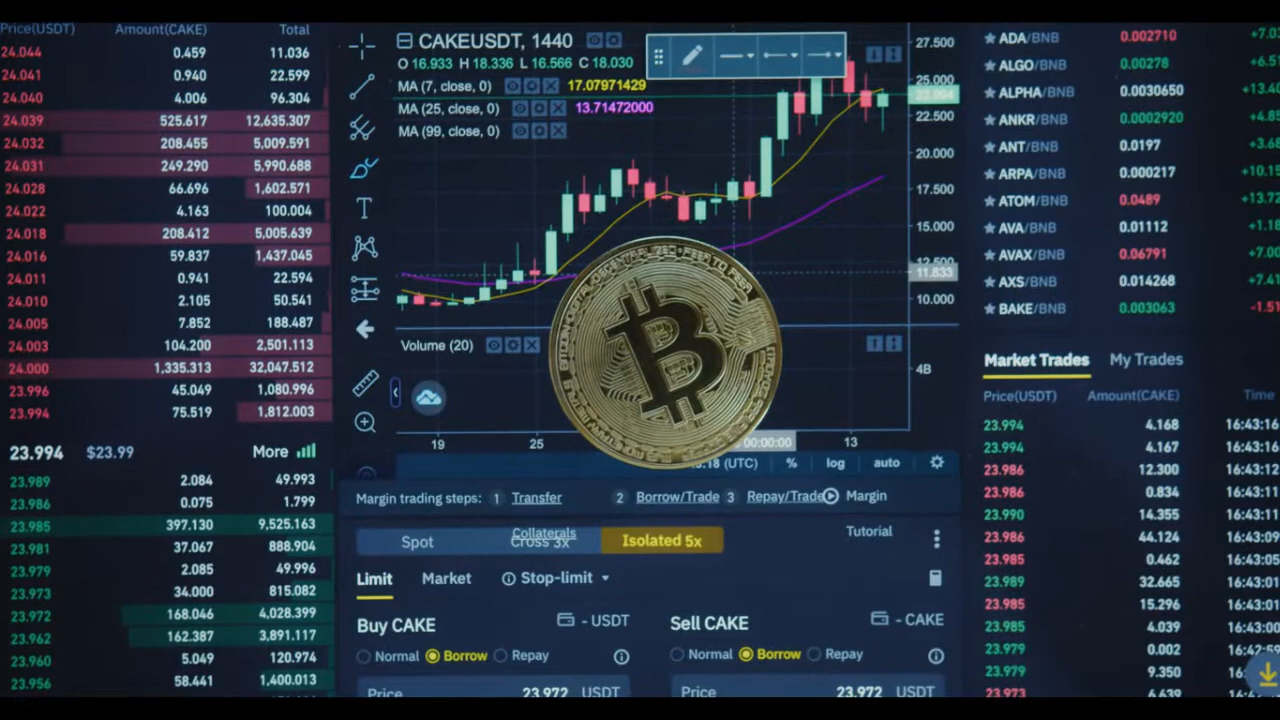 Price(USDT) Amount(CAKE) Total
24.044 0.459 11.036
24.041 0.940 22.599
24.040 4.006 96.304
24.039 525.617 12,635.307
24.032 208.455 5,009.591
24.031 249.290 5,990.688
24.028 66.696 1,602.571
24.022 4.163 100.004
24.018 208.412 5,005.639
24.016 59.837 1,437.045
24.011 0.941 22.594
24.010 2.105 50.541
24.005 7.852 188.487
24.003 104.200 2,501.113
24.000 1,335.313 32,047.512
23.996 45.049 1,080.996
23.994 75.519 1,812.003
23.994 $23.99 More
23.989 2.084 49.993
23.986 0.075 1.799
23.985 397.130 9,525.163
23.981 37.067 888.904
23.979 2.085 49.996
23.973 34.000 815.082
23.972 168.046 4,028.399
23.962 162.387 3,891.117
23.960 5.049 120.974
23.956 58.441 1,400.013
CAKEUSDT, 1440
O 16.933 H 18.336 L 16.566 C 18.030
MA (7, close, 0) 17.07971429
MA (25, close, 0) 13.71472000
MA (99, close, 0)
27.500
25.000
23.994
22.500
20.000
17.500
15.000
12.500
11.833
10.000
Volume (20)
4B
19 25 00:00:00 13
(UTC) % log auto
BITCOIN DIGITAL DECENTRALIZED PEER TO PEER
Margin trading steps: 1 Transfer 2 Borrow/Trade 3 Repay/Trade Margin
Collaterals Tutorial
Spot Cross 3x Isolated 5x
Limit Market Stop-limit
Buy CAKE - USDT Sell CAKE - CAKE
Normal Borrow Repay Normal Borrow Repay
Price 23.972 USDT Price 23.972 USDT
ADA/BNB 0.002710
ALGO/BNB 0.00278
ALPHA/BNB 0.0030650
ANKR/BNB 0.0002920
ANT/BNB 0.0197
ARPA/BNB 0.000217
ATOM/BNB 0.0489
AVA/BNB 0.01112
AVAX/BNB 0.06791
AXS/BNB 0.014268
BAKE/BNB 0.003063
Market Trades My Trades
Price(USDT) Amount(CAKE) Time
23.994 4.168 16:43:16
23.994 4.167 16:43:16
23.986 12.300 16:43:12
23.986 0.834 16:43:11
23.990 14.355 16:43:11
23.986 44.124 16:43:09
23.985 0.462 16:43:05
23.989 32.665 16:43:01
23.985 15.296 16:43:01
23.985 4.039 16:43:00
23.979 0.002 16:42:59
23.979 9.350
23.973 6.639